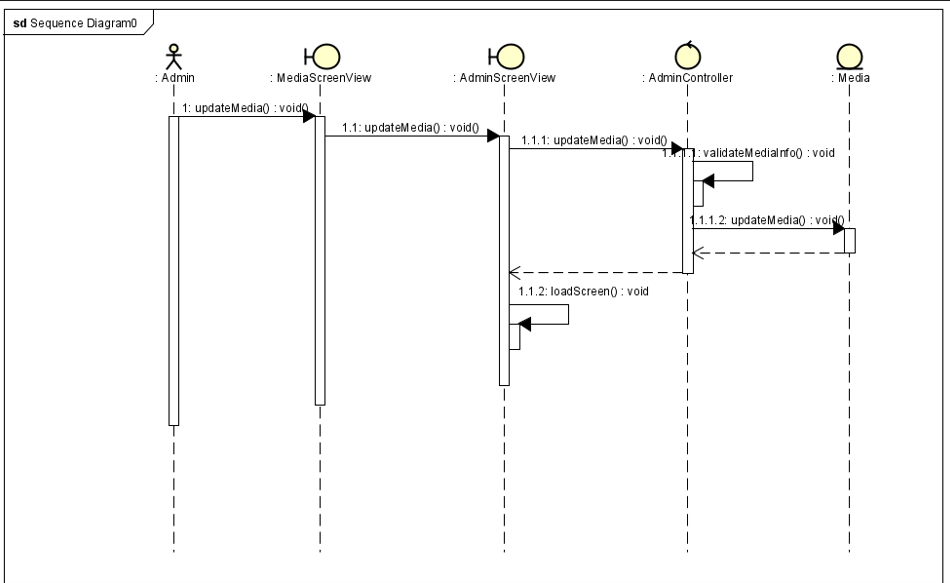 sd Sequence Diagram0
: Admin
: MediaScreenView
: AdminScreenView
: AdminController
: Media
1: updateMedia() : void()
1.1: updateMedia() : void()
1.1.1: updateMedia() : void()
1.1.1.1: validateMediaInfo() : void
1.1.1.2: updateMedia() : void()
1.1.2: loadScreen() : void